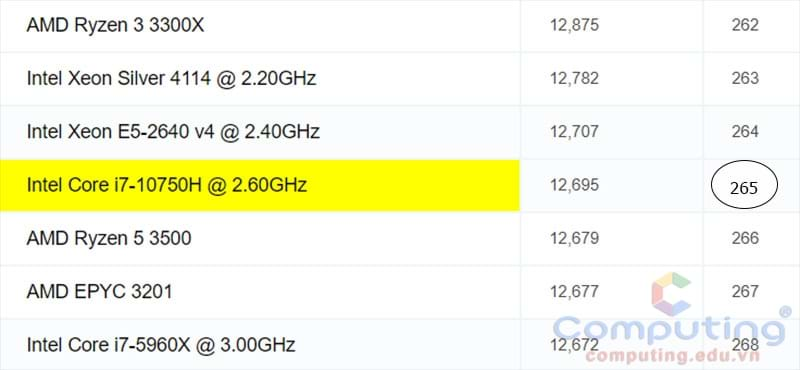 AMD Ryzen 3 3300X 12,875 262
Intel Xeon Silver 4114 @ 2.20GHz 12,782 263
Intel Xeon E5-2640 v4 @ 2.40GHz 12,707 264
Intel Core i7-10750H @ 2.60GHz 12,695 265
AMD Ryzen 5 3500 12,679 266
AMD EPYC 3201 12,677 267
Computing®
Intel Core i7-5960X @ 3.00GHz 12,672 268
computing.edu.vn